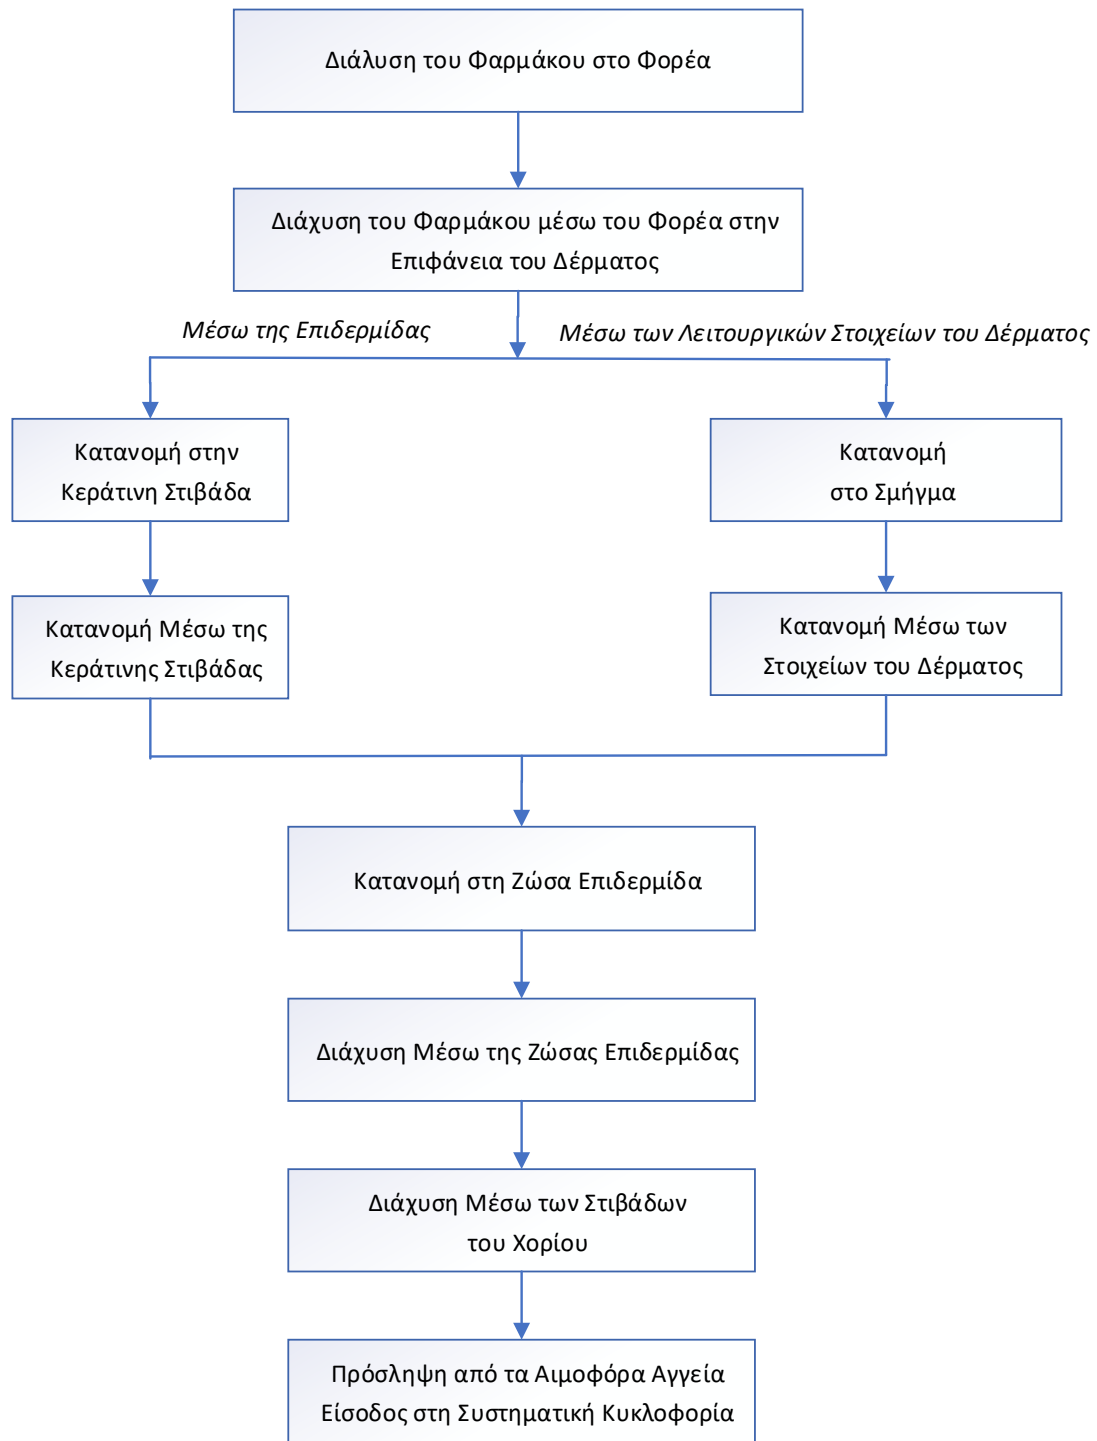 Διάλυση του Φαρμάκου στο Φορέα
Διάχυση του Φαρμάκου μέσω του Φορέα στην
Επιφάνεια του Δέρματος
Μέσω της Επιδερμίδας
Μέσω των Λειτουργικών Στοιχείων του Δέρματος
Κατανομή στην
Κεράτινη Στιβάδα
Κατανομή
στο Σμήγμα
Κατανομή Μέσω της
Κεράτινης Στιβάδας
Κατανομή Μέσω των
Στοιχείων του Δέρματος
Κατανομή στη Ζώσα Επιδερμίδα
Διάχυση Μέσω της Ζώσας Επιδερμίδας
Διάχυση Μέσω των Στιβάδων
του Χορίου
Πρόσληψη από τα Αιμοφόρα Αγγεία
Είσοδος στη Συστηματική Κυκλοφορία